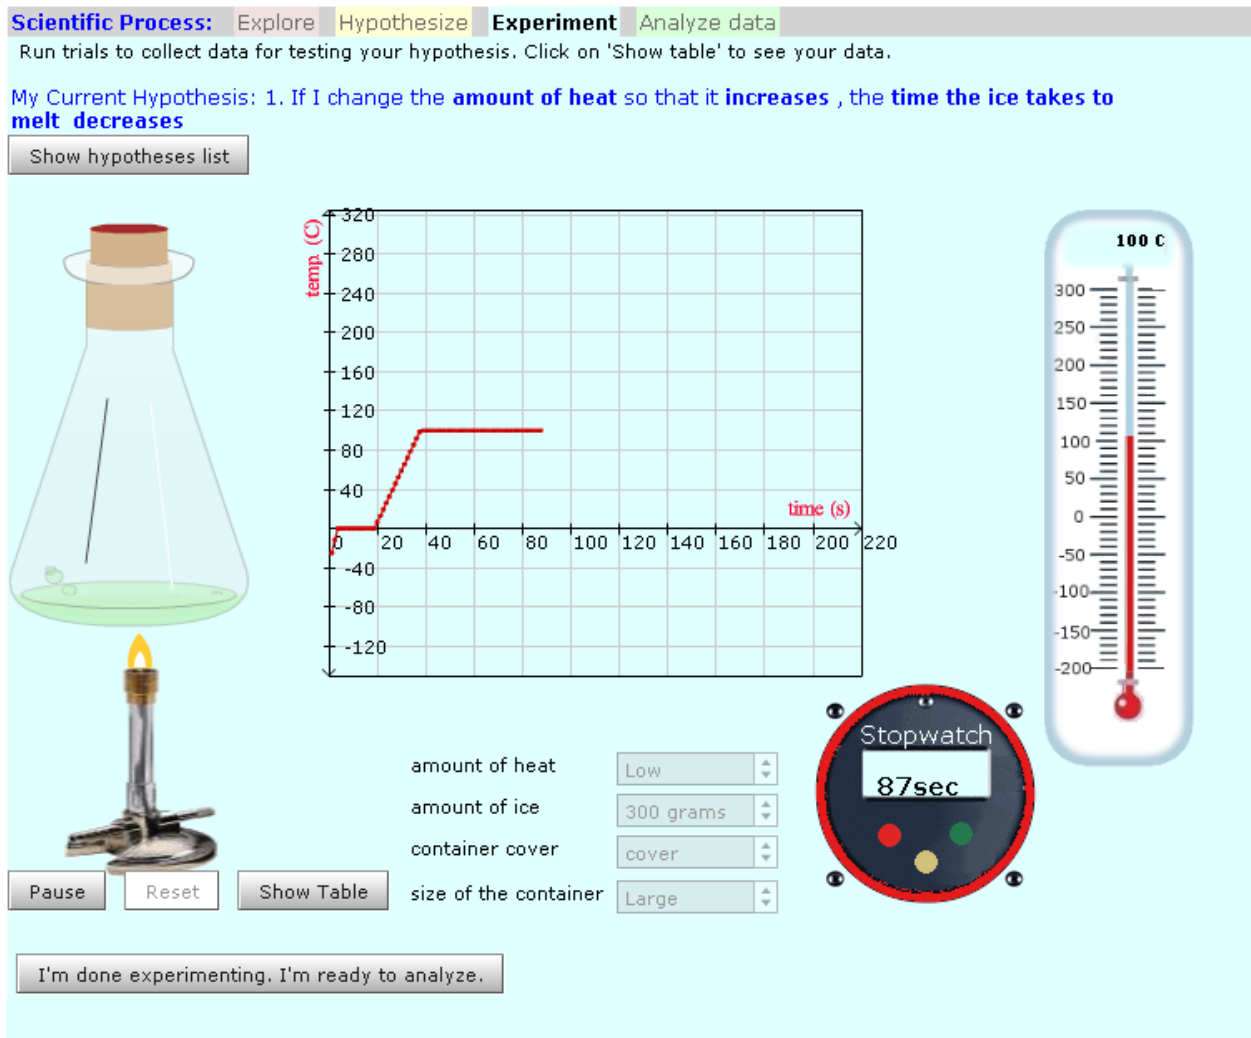 Scientific Process: Explore Hypothesize Experiment Analyze data
Run trials to collect data for testing your hypothesis. Click on 'Show table' to see your data.
My Current Hypothesis: 1. If I change the amount of heat so that it increases , the time the ice takes to
melt decreases
Show hypotheses list
temp. (C)
320
280
240
200
160
120
80
40
time (s)
0 20 40 60 80 100 120 140 160 180 200 220
-40
-80
-120
100 C
300
250
200
150
100
50
0
-50
-100
-150
-200
Stopwatch
87sec
amount of heat Low
amount of ice 300 grams
container cover cover
size of the container Large
Pause Reset Show Table
I'm done experimenting. I'm ready to analyze.